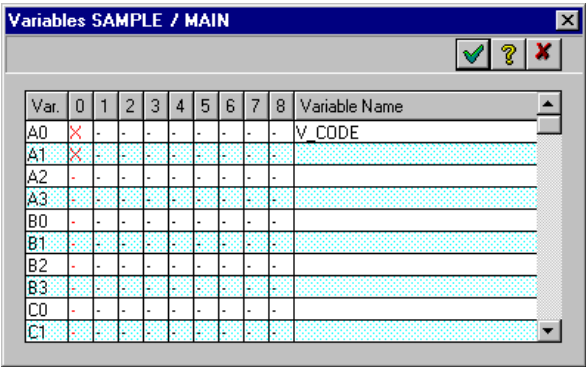 Variables SAMPLE / MAIN
Var. 0 1 2 3 4 5 6 7 8 Variable Name
A0 X - - - - - - - - V_CODE
A1 X - - - - - - - -
A2 - - - - - - - - -
A3 - - - - - - - - -
B0 - - - - - - - - -
B1 - - - - - - - - -
B2 - - - - - - - - -
B3 - - - - - - - - -
C0 - - - - - - - - -
C1 - - - - - - - - -